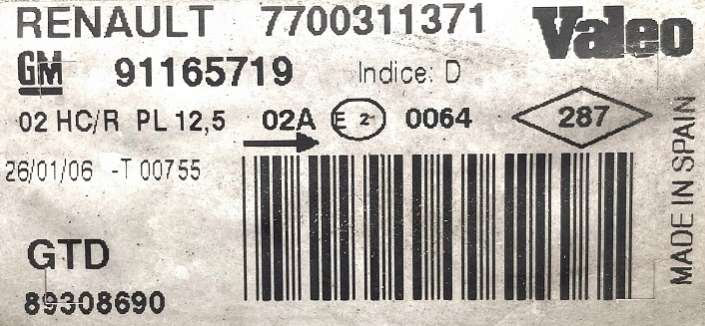 RENAULT 7700311371 Valeo
GM 91165719 Indice: D
02 HC/R PL 12,5 02A E 2 0064 287
26/01/06 -T 00755
GTD
89308690
MADE IN SPAIN